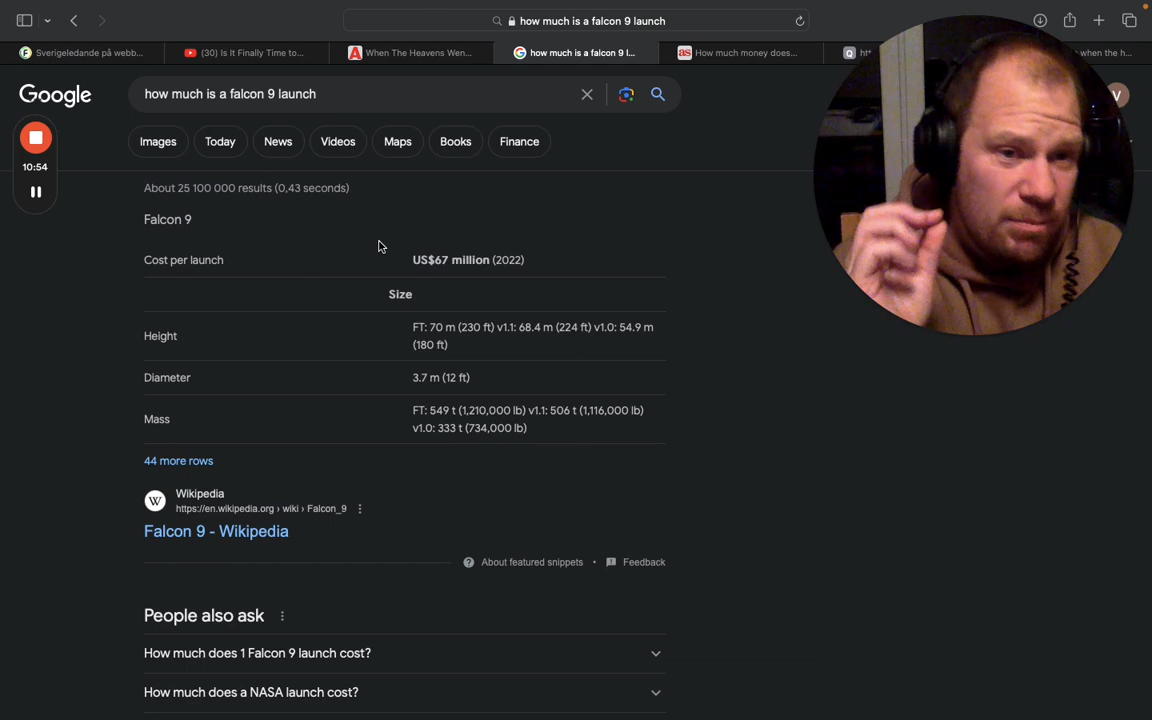 how much is a falcon 9 launch
Sverigeledande på webb...
(30) Is It Finally Time to...
When The Heavens Wen...
how much is a falcon 9 l...
How much money does...
when the h...
Google
how much is a falcon 9 launch
V
10:54
Images
Today
News
Videos
Maps
Books
Finance
About 25 100 000 results (0,43 seconds)
Falcon 9
Cost per launch
US$67 million (2022)
Size
Height
FT: 70 m (230 ft) v1.1: 68.4 m (224 ft) v1.0: 54.9 m
(180 ft)
Diameter
3.7 m (12 ft)
Mass
FT: 549 t (1,210,000 lb) v1.1: 506 t (1,116,000 lb)
v1.0: 333 t (734,000 lb)
44 more rows
W
Wikipedia
https://en.wikipedia.org › wiki › Falcon_9
Falcon 9 - Wikipedia
About featured snippets
Feedback
People also ask
How much does 1 Falcon 9 launch cost?
How much does a NASA launch cost?